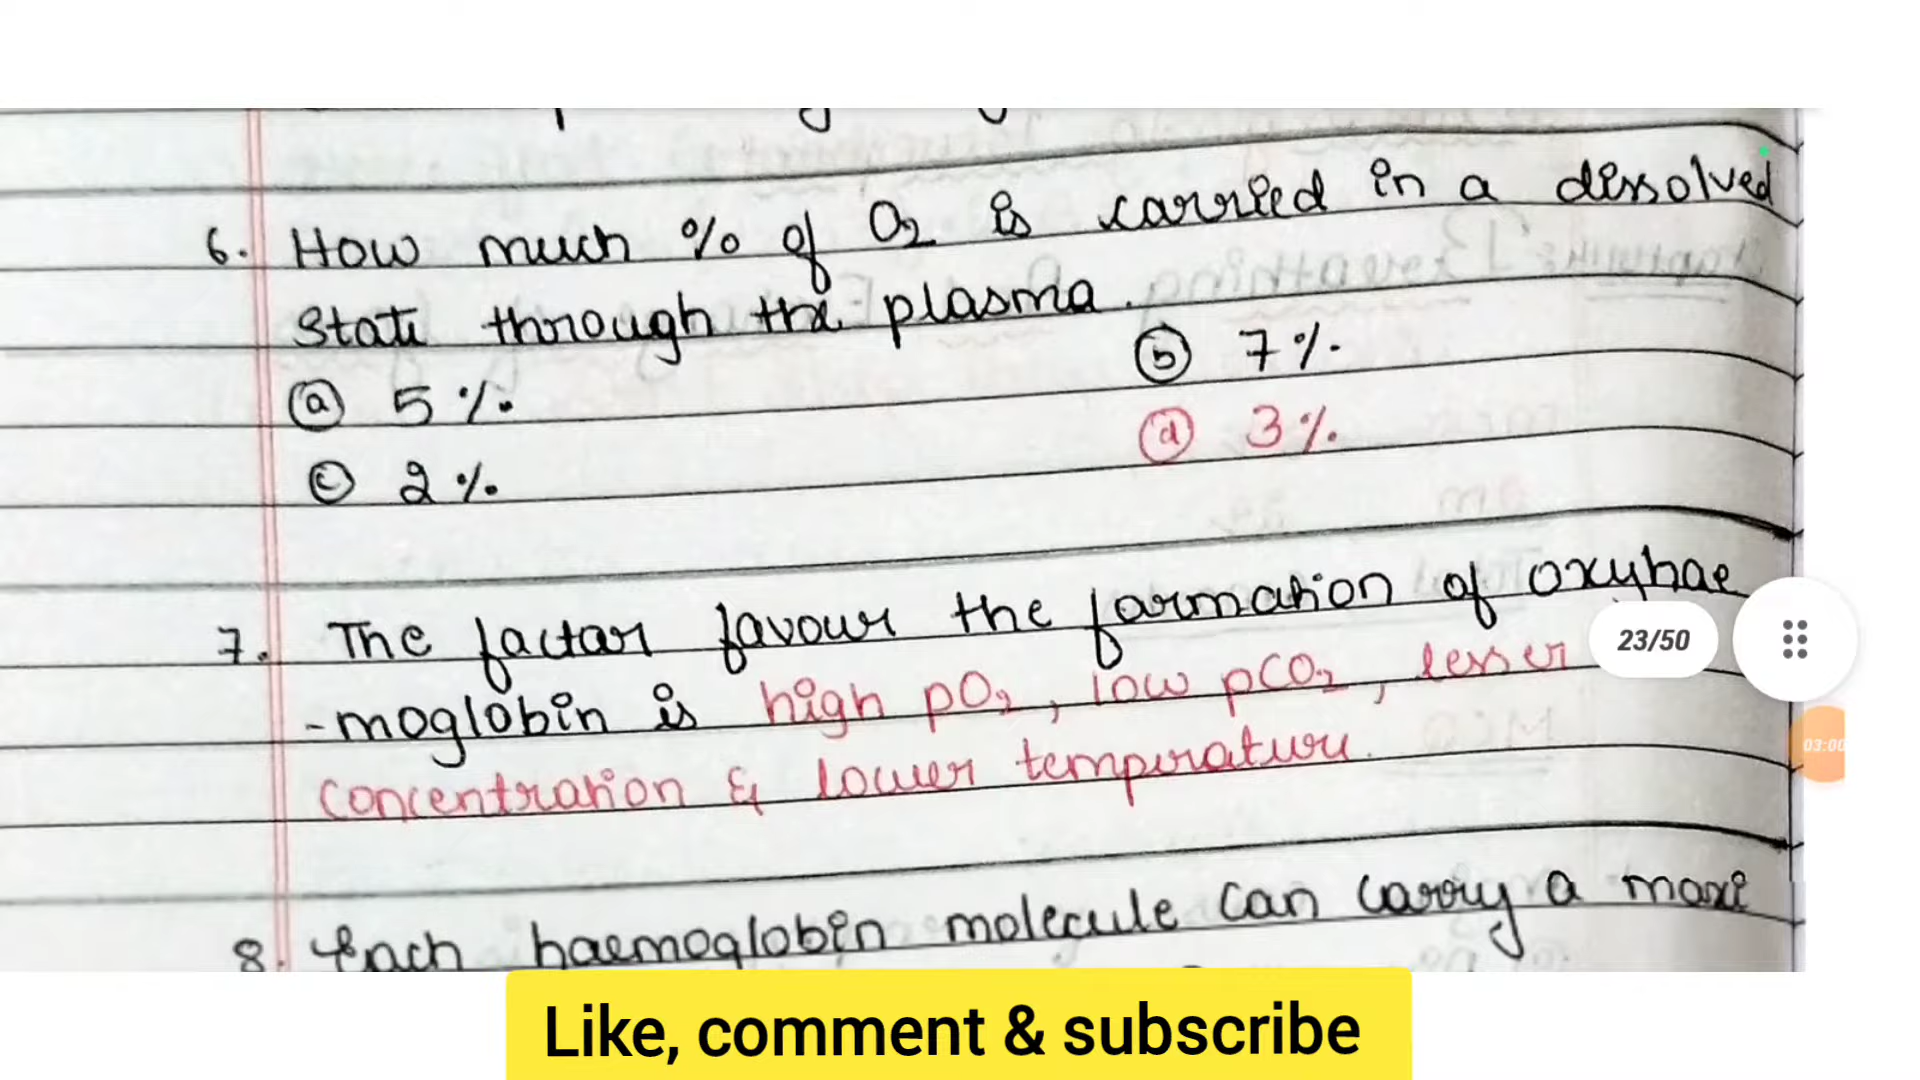 6. How much % of O2 is carried in a dissolved
State through the plasma.
(a) 5%.
(b) 7%.
(c) 2%.
(d) 3%.
7. The factor favour the formation of oxyhae
-moglobin is high pO2, low pCO2, lesser
concentration & lower temperature.
23/50
03:00
8. Each haemoglobin molecule can carry a maxi
Like, comment & subscribe